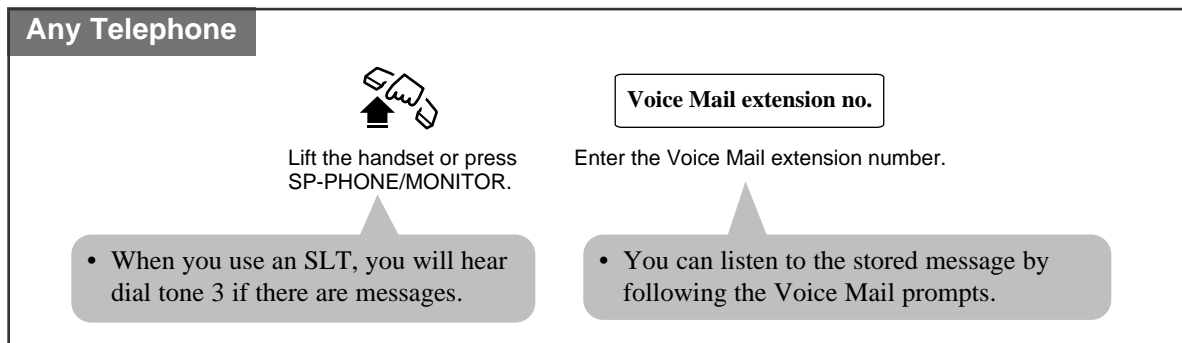 Any Telephone
Voice Mail extension no.
Lift the handset or press
SP-PHONE/MONITOR.
Enter the Voice Mail extension number.
• When you use an SLT, you will hear
dial tone 3 if there are messages.
• You can listen to the stored message by
following the Voice Mail prompts.